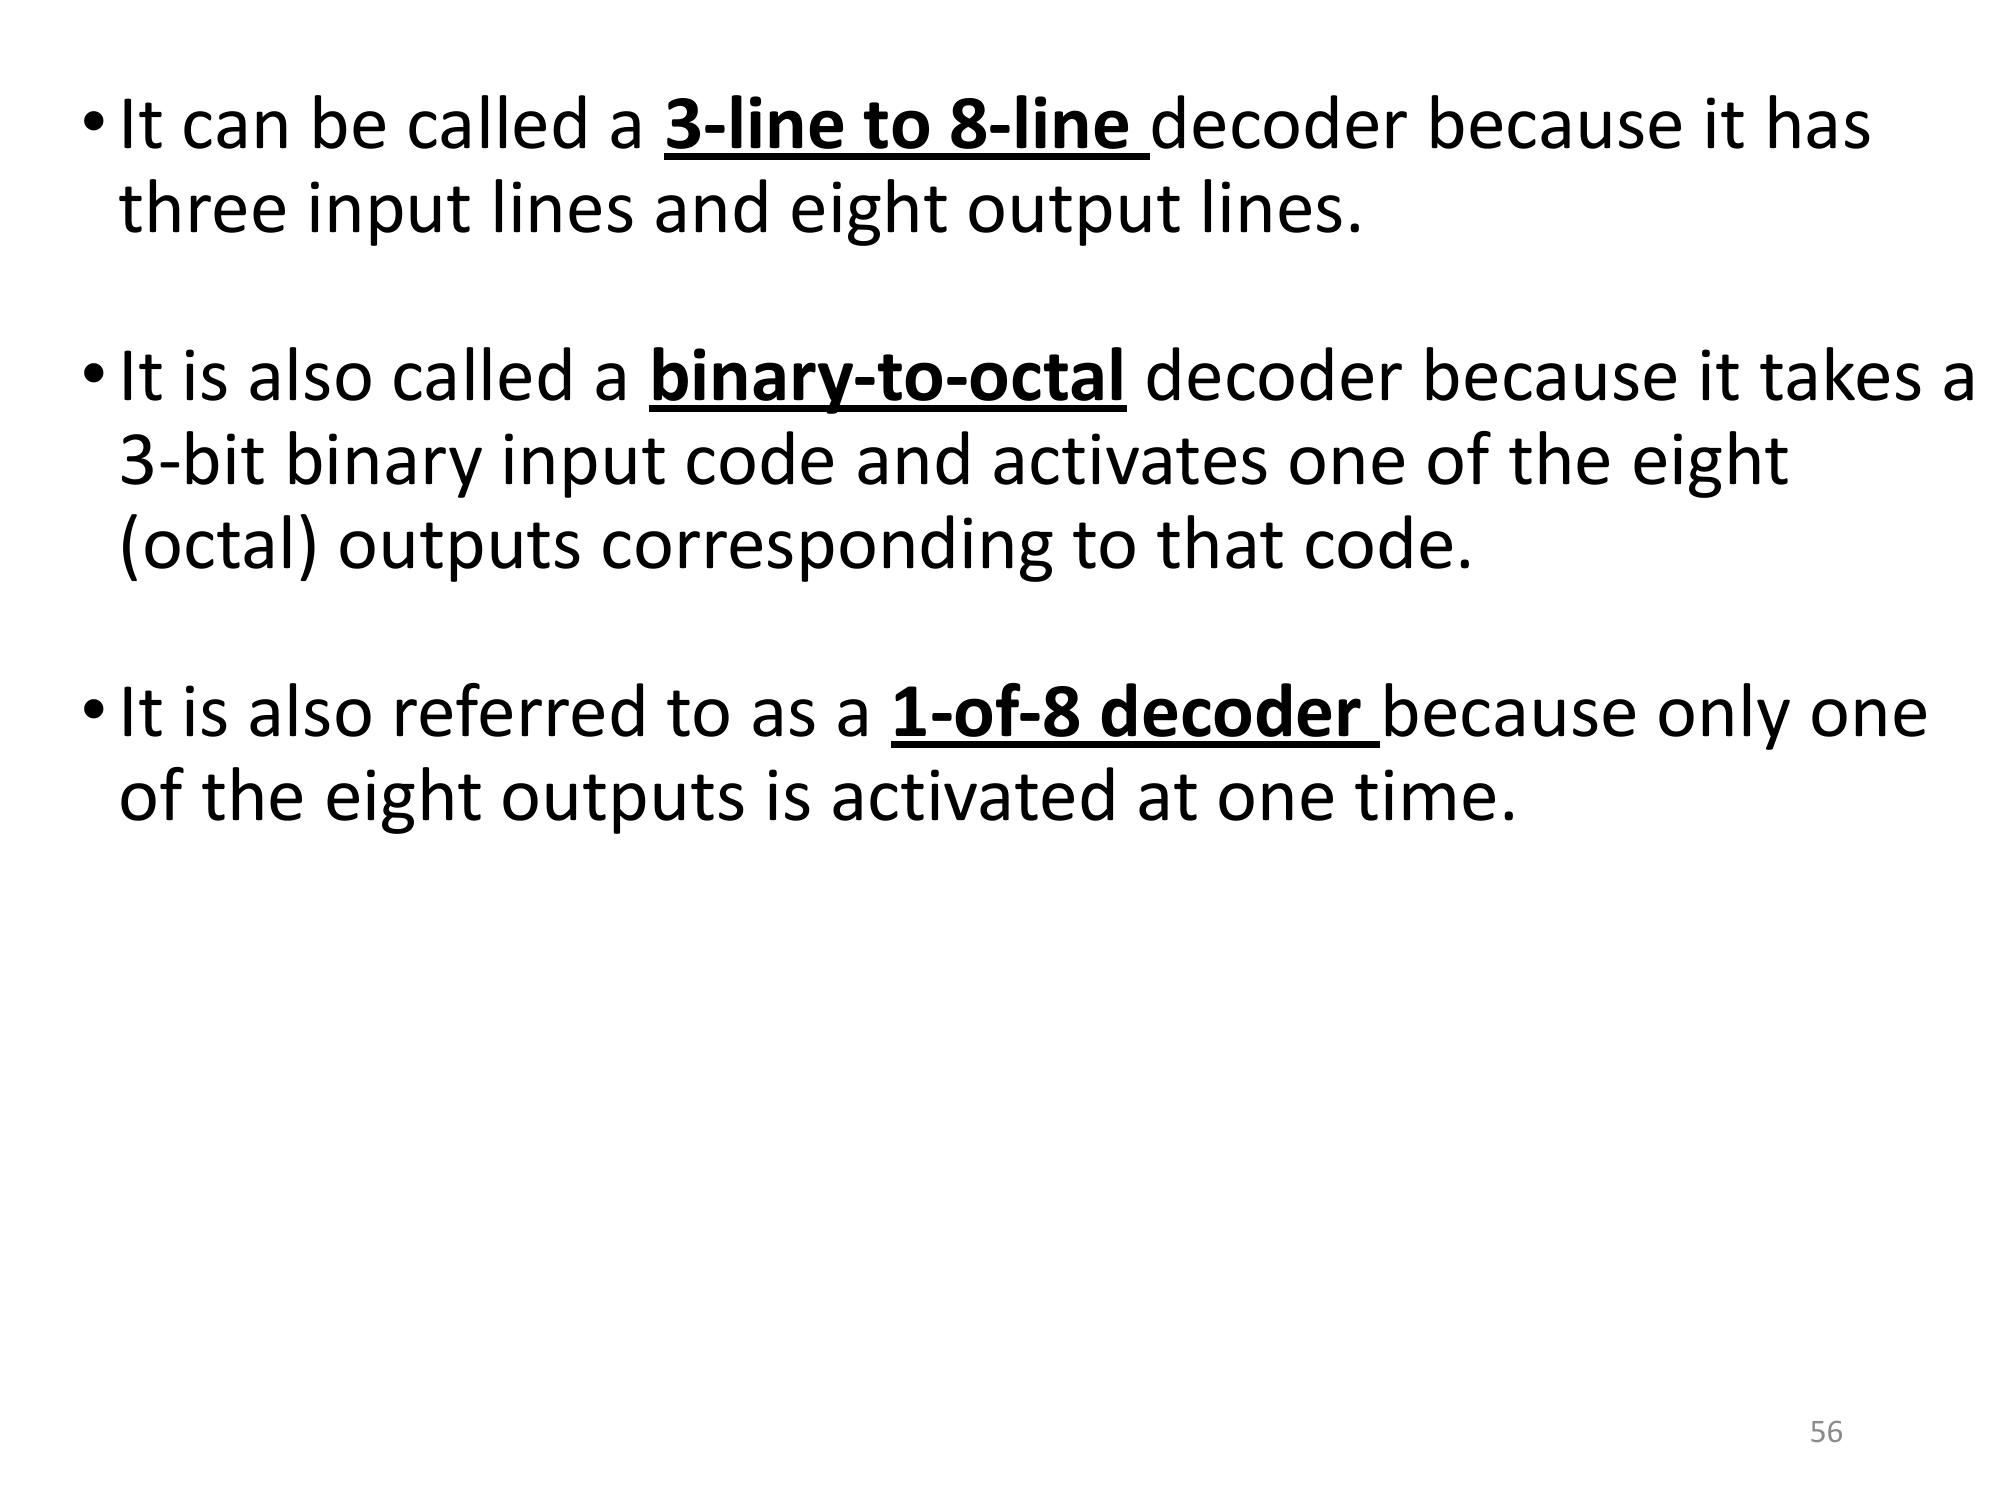 • It can be called a 3-line to 8-line decoder because it has
three input lines and eight output lines.
• It is also called a binary-to-octal decoder because it takes a
3-bit binary input code and activates one of the eight
(octal) outputs corresponding to that code.
• It is also referred to as a 1-of-8 decoder because only one
of the eight outputs is activated at one time.
56